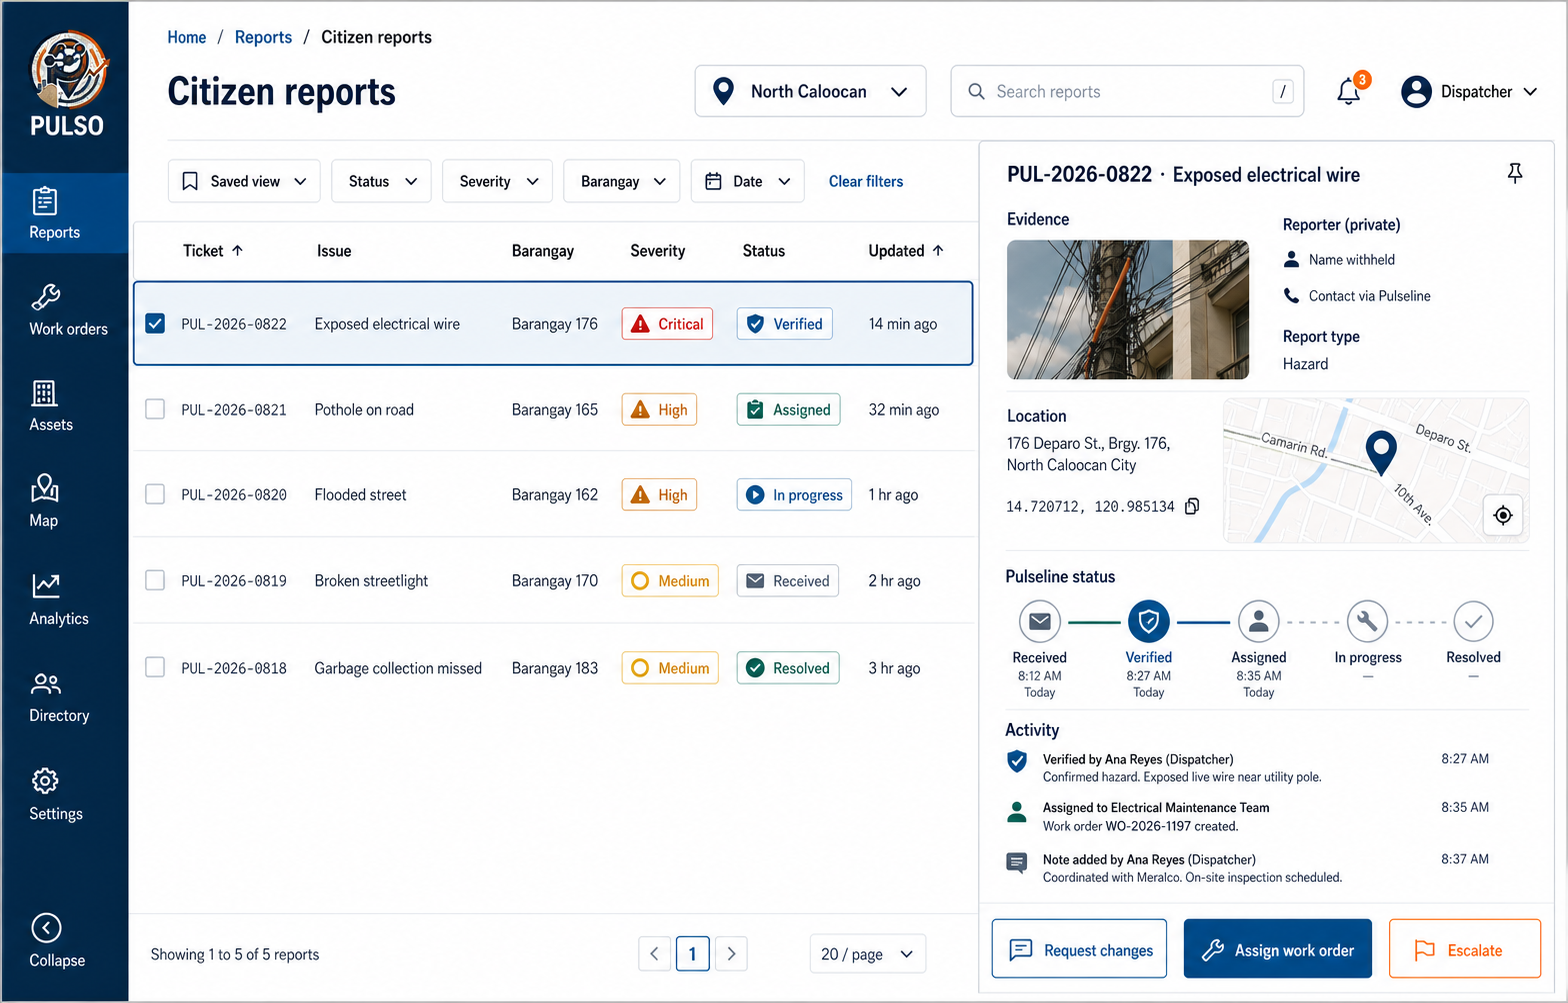 PULSO
Reports
Work orders
Assets
Map
Analytics
Directory
Settings
Collapse
Home / Reports / Citizen reports
Citizen reports
North Caloocan
Search reports
/
3
Dispatcher
Saved view
Status
Severity
Barangay
Date
Clear filters
Ticket Issue Barangay Severity Status Updated
PUL-2026-0822 Exposed electrical wire Barangay 176 Critical Verified 14 min ago
PUL-2026-0821 Pothole on road Barangay 165 High Assigned 32 min ago
PUL-2026-0820 Flooded street Barangay 162 High In progress 1 hr ago
PUL-2026-0819 Broken streetlight Barangay 170 Medium Received 2 hr ago
PUL-2026-0818 Garbage collection missed Barangay 183 Medium Resolved 3 hr ago
Showing 1 to 5 of 5 reports
1
20 / page
PUL-2026-0822 · Exposed electrical wire
Evidence
Reporter (private)
Name withheld
Contact via Pulseline
Report type
Hazard
Location
176 Deparo St., Brgy. 176,
North Caloocan City
14.720712, 120.985134
Camarin Rd.
Deparo St.
10th Ave.
Pulseline status
Received Verified Assigned In progress Resolved
8:12 AM 8:27 AM 8:35 AM — —
Today Today Today
Activity
Verified by Ana Reyes (Dispatcher) 8:27 AM
Confirmed hazard. Exposed live wire near utility pole.
Assigned to Electrical Maintenance Team 8:35 AM
Work order WO-2026-1197 created.
Note added by Ana Reyes (Dispatcher) 8:37 AM
Coordinated with Meralco. On-site inspection scheduled.
Request changes
Assign work order
Escalate